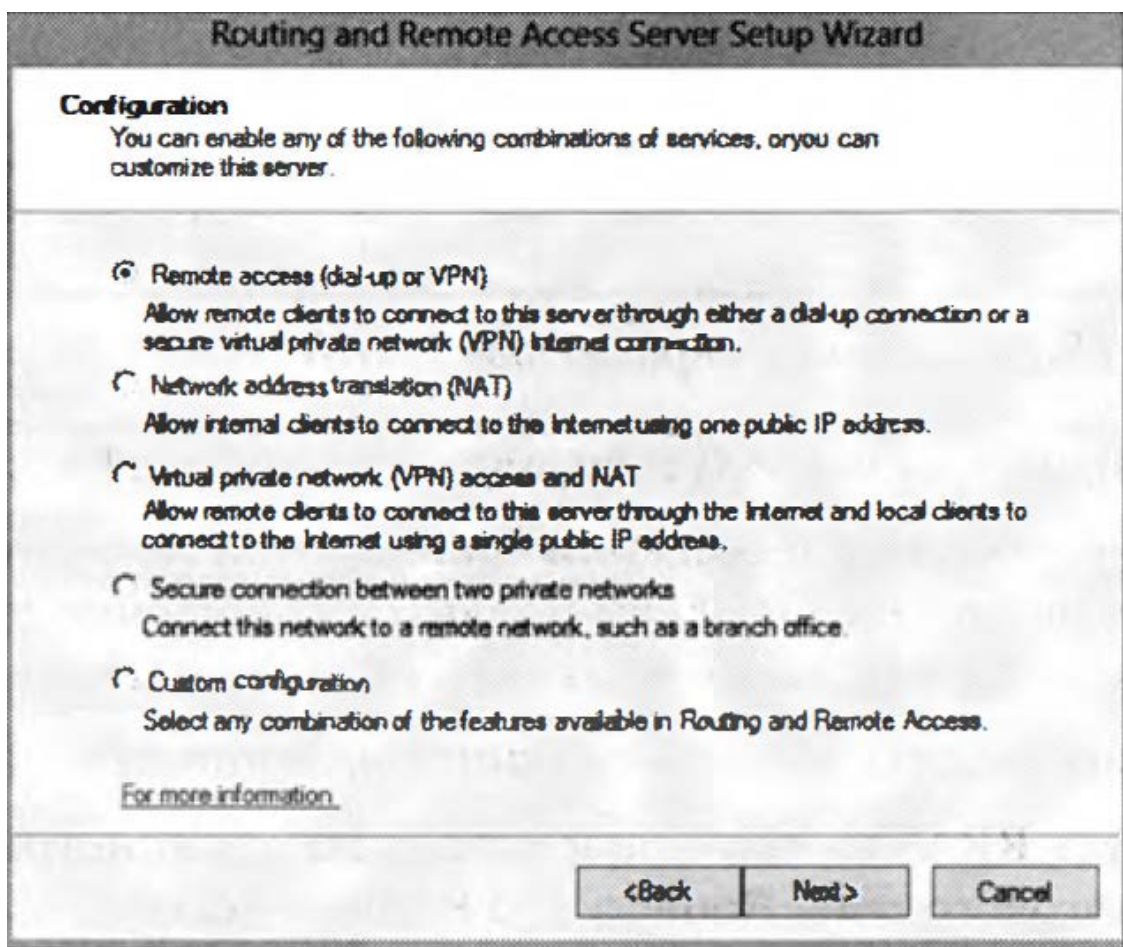 Routing and Remote Access Server Setup Wizard
Configuration
You can enable any of the following combinations of services, oryou can
customize this server.
Remote access (dial-up or VPN)
Allow remote clients to connect to this server through either a dial-up connection or a
secure virtual private network (VPN) Internet connection.
Network address translation (NAT)
Allow internal clients to connect to the Internet using one public IP address.
Virtual private network (VPN) access and NAT
Allow remote clients to connect to this server through the Internet and local clients to
connect to the Internet using a single public IP address.
Secure connection between two private networks
Connect this network to a remote network, such as a branch office.
Custom configuration
Select any combination of the features available in Routing and Remote Access.
For more information
<Back Next> Cancel